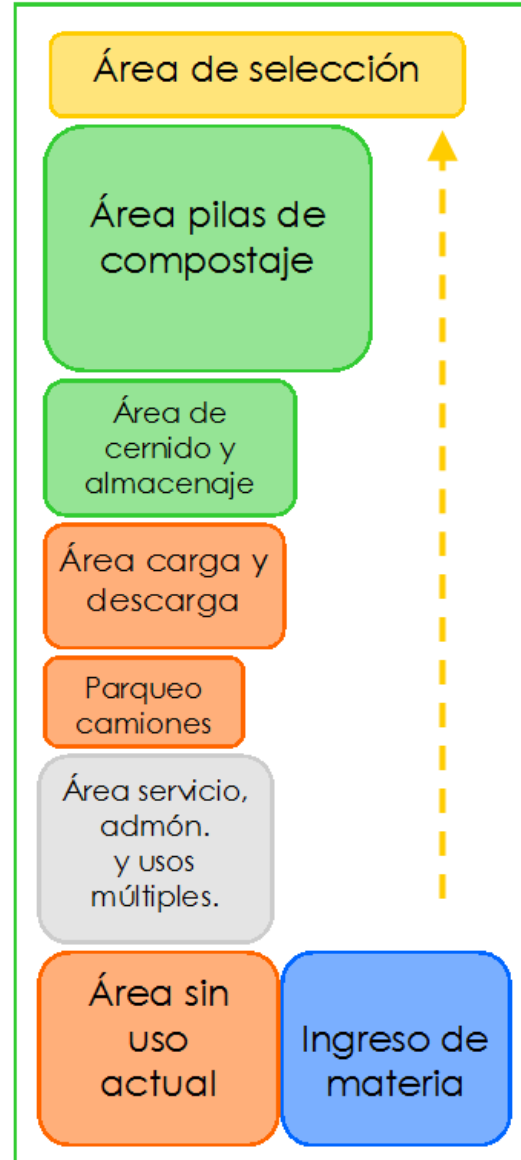 Área de selección
Área pilas de
compostaje
Área de
cernido y
almacenaje
Área carga y
descarga
Parqueo
camiones
Área servicio,
admón.
y usos
múltiples.
Área sin
uso
actual
Ingreso de
materia